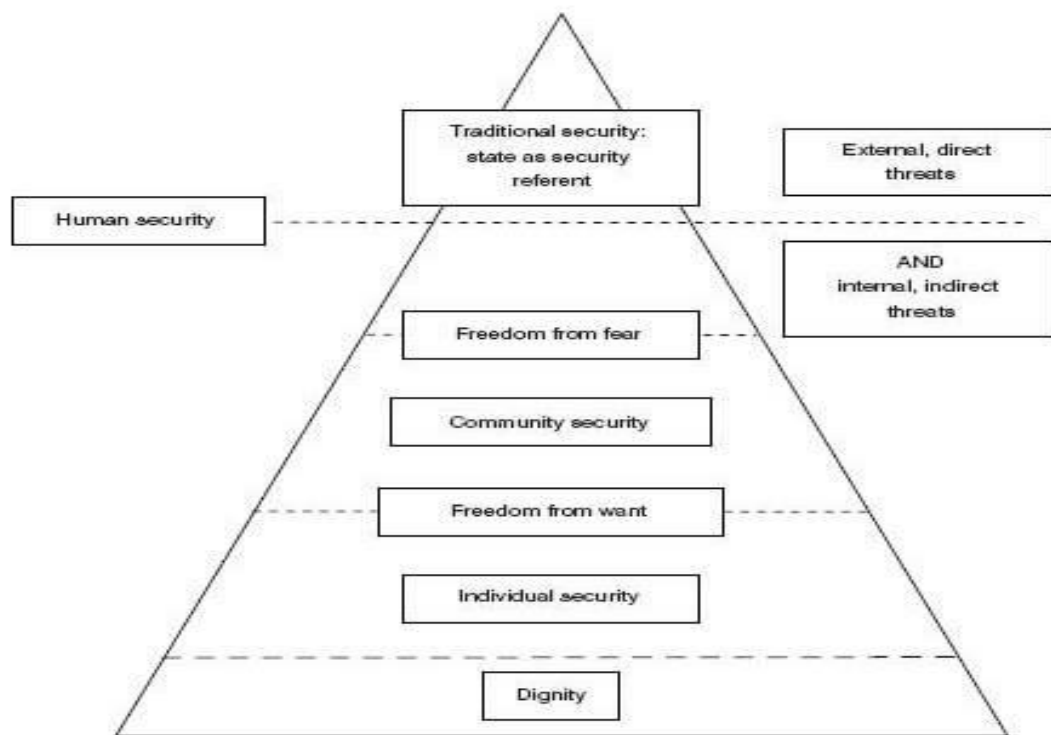 Traditional security:
state as security
referent
External, direct
threats
Human security
AND
internal, indirect
threats
Freedom from fear
Community security
Freedom from want
Individual security
Dignity